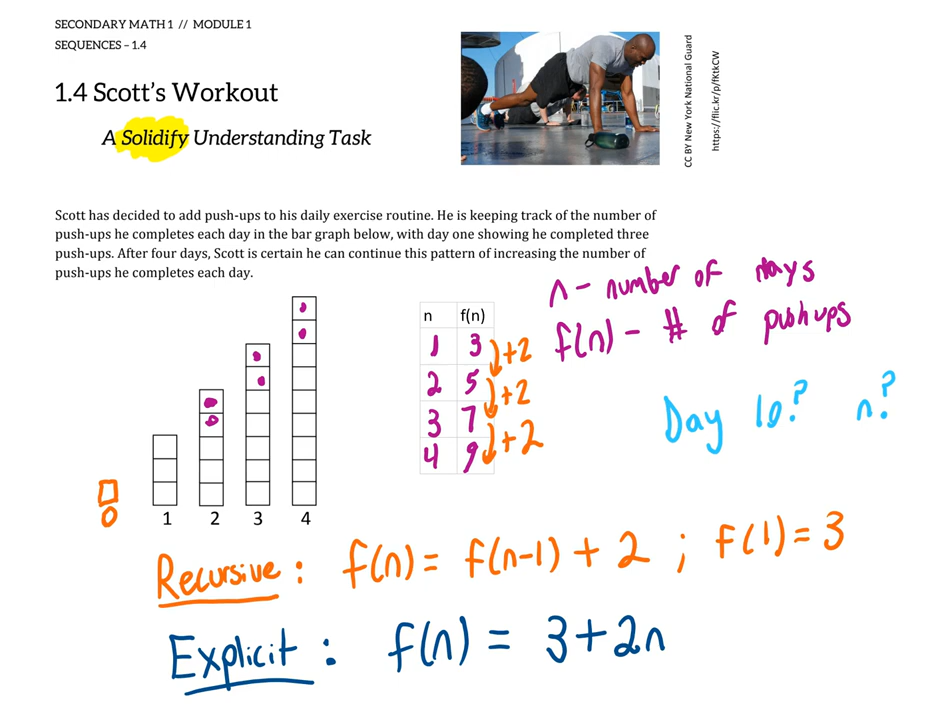 SECONDARY MATH 1 // MODULE 1
SEQUENCES – 1.4
1.4 Scott’s Workout
A Solidify Understanding Task
CC BY New York National Guard
https://flic.kr/p/fKtkCW
Scott has decided to add push-ups to his daily exercise routine. He is keeping track of the number of
push-ups he completes each day in the bar graph below, with day one showing he completed three
push-ups. After four days, Scott is certain he can continue this pattern of increasing the number of
push-ups he completes each day.
n – number of days
f(n) – # of pushups
n f(n)
1 3
2 5
3 7
4 9
+2
+2
+2
Day 10? n?
0
1 2 3 4
Recursive: f(n) = f(n-1) + 2 ; f(1) = 3
Explicit: f(n) = 3+2n